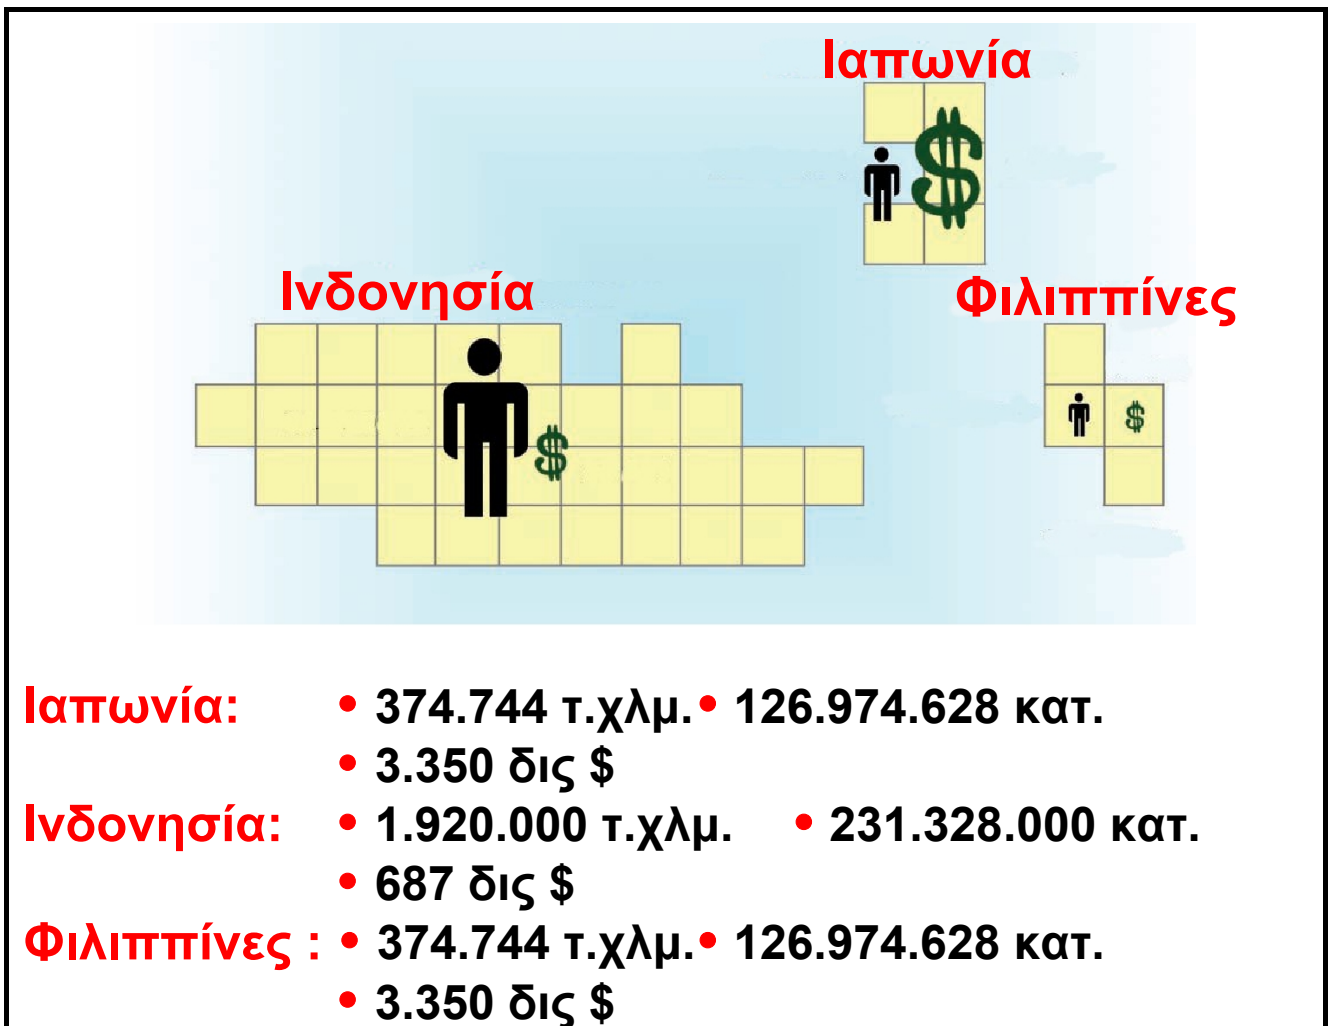 Ιαπωνία
$
Ινδονησία
Φιλιππίνες
$
$
Ιαπωνία: • 374.744 τ.χλμ. • 126.974.628 κατ.
• 3.350 δις $
Ινδονησία: • 1.920.000 τ.χλμ. • 231.328.000 κατ.
• 687 δις $
Φιλιππίνες : • 374.744 τ.χλμ. • 126.974.628 κατ.
• 3.350 δις $